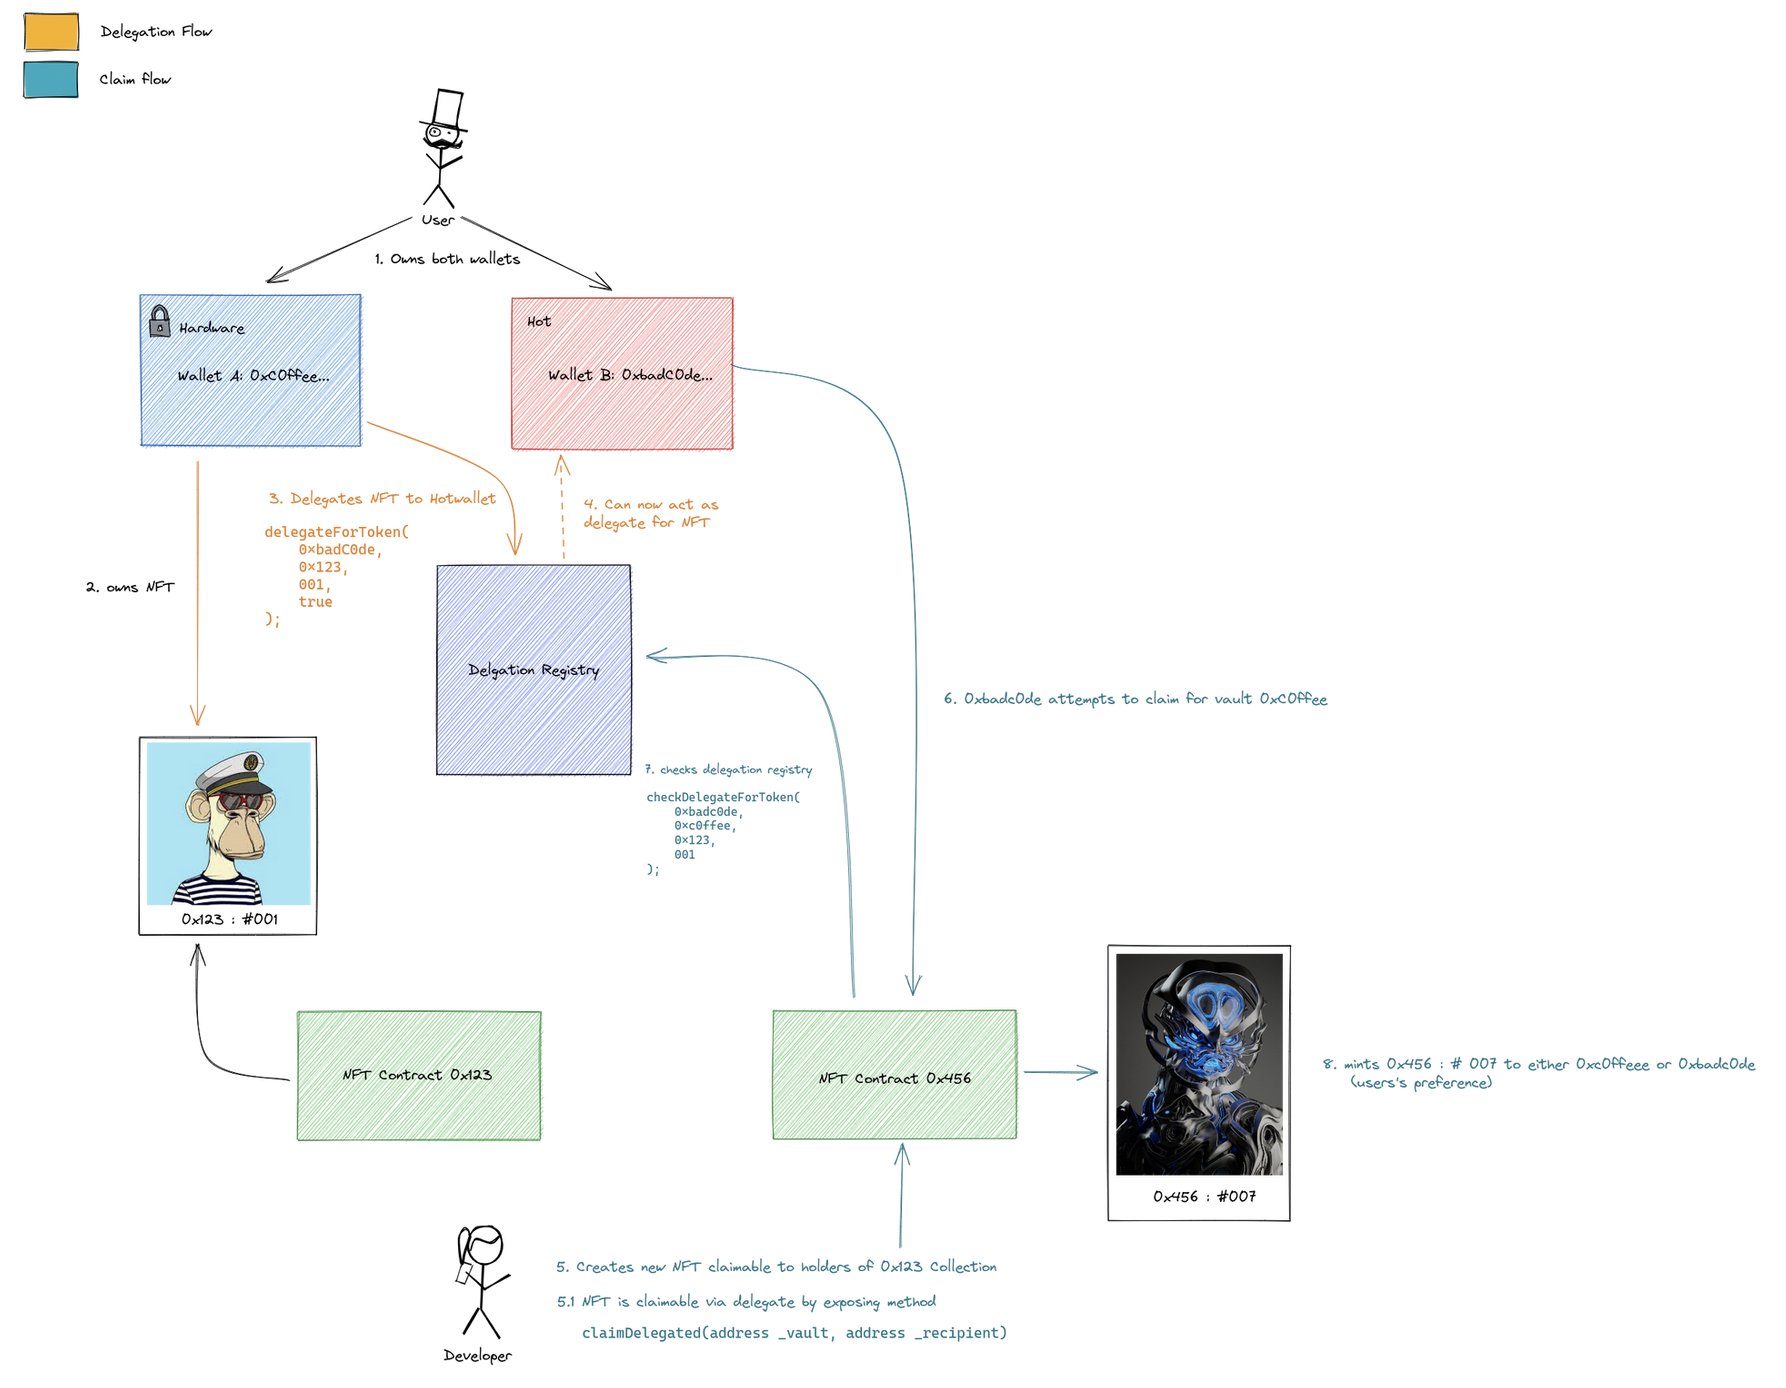 Delegation Flow
Claim flow
User
1. Owns both wallets
Hardware
Wallet A: 0xC0ffee...
Hot
Wallet B: 0xbadC0de...
3. Delegates NFT to Hotwallet
delegateForToken(
0xbadC0de,
0x123,
001,
true
);
4. Can now act as
delegate for NFT
2. owns NFT
Delgation Registry
6. 0xbadc0de attempts to claim for vault 0xC0ffee
7. checks delegation registry
checkDelegateForToken(
0xbadc0de,
0xc0ffee,
0x123,
001
);
0x123 : #001
NFT Contract 0x123
NFT Contract 0x456
0x456 : #007
8. mints 0x456 : # 007 to either 0xc0ffeee or 0xbadc0de
(users's preference)
5. Creates new NFT claimable to holders of 0x123 Collection
5.1 NFT is claimable via delegate by exposing method
claimDelegated(address _vault, address _recipient)
Developer